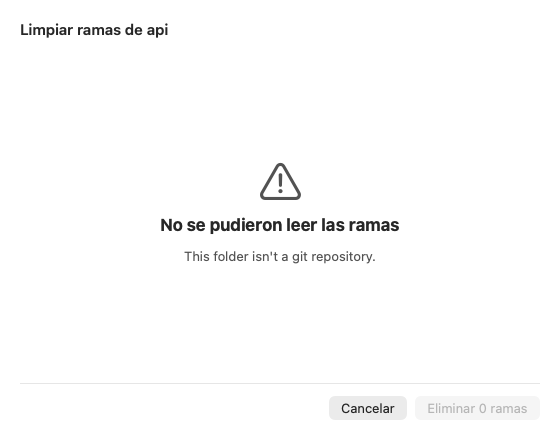 Limpiar ramas de api
No se pudieron leer las ramas
This folder isn't a git repository.
Cancelar
Eliminar 0 ramas